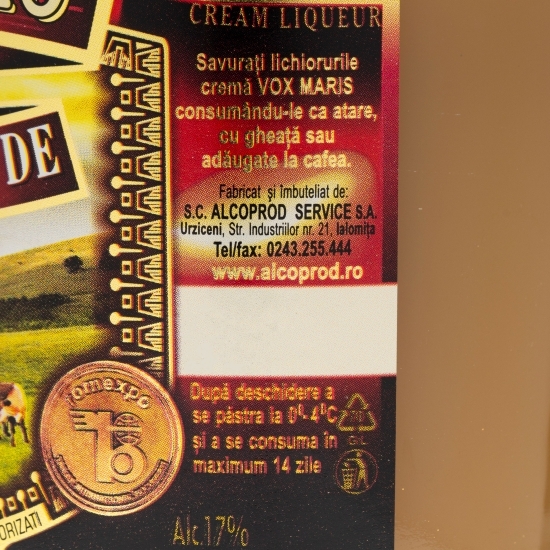 CREAM LIQUEUR
Savurați lichiorurile
cremă VOX MARIS
consumându-le ca atare,
cu gheață sau
adăugate la cafea.
DE
Fabricat și îmbuteliat de:
S.C. ALCOPROD SERVICE S.A.
Urziceni, Str. Industriilor nr. 21, Ialomița
Tel/fax: 0243.255.444
www.alcoprod.ro
După deschidere a
se păstra la 0°-4°C
și a se consuma în
maximum 14 zile
GL
romexpo
ORIZATI
Alc.17%